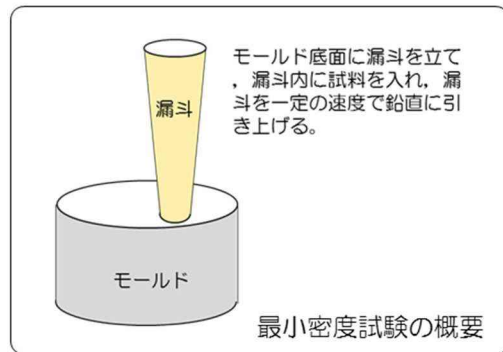 モールド底面に漏斗を立て
，漏斗内に試料を入れ，漏
斗を一定の速度で鉛直に引
き上げる。
漏斗
モールド
最小密度試験の概要